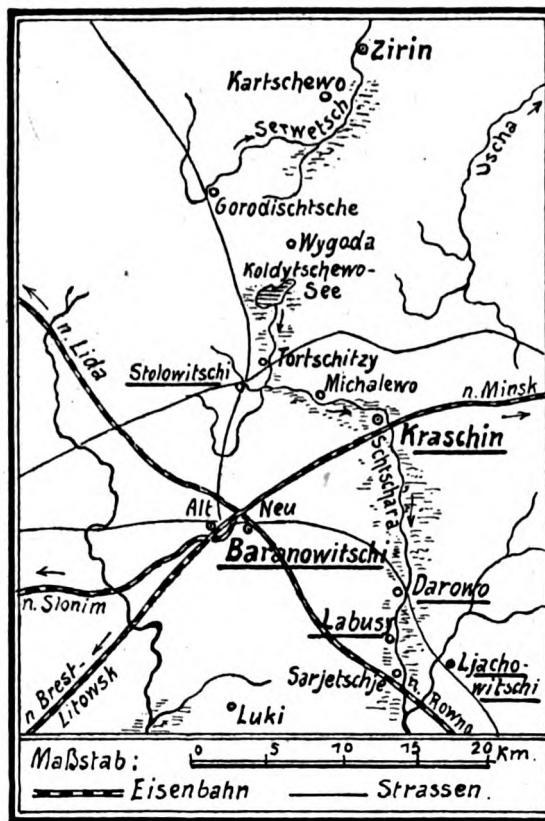 Zirin
Kartschewo
Serwetsch
Uscha
Gorodischtsche
Wygoda
Koldytschewo-
See
n. Lida
Tortschitzy
Stolowitschi
Michalewo
n. Minsk
Kraschin
Schtschara
Alt
Neu
Baranowitschi
n. Slonim
Darowo
Labusy
n. Brest-
Litowsk
Sarjetschje
n. Rowno
Ljacho-
witschi
Luki
Maßstab:
0 5 10 15 20 Km.
Eisenbahn Strassen.